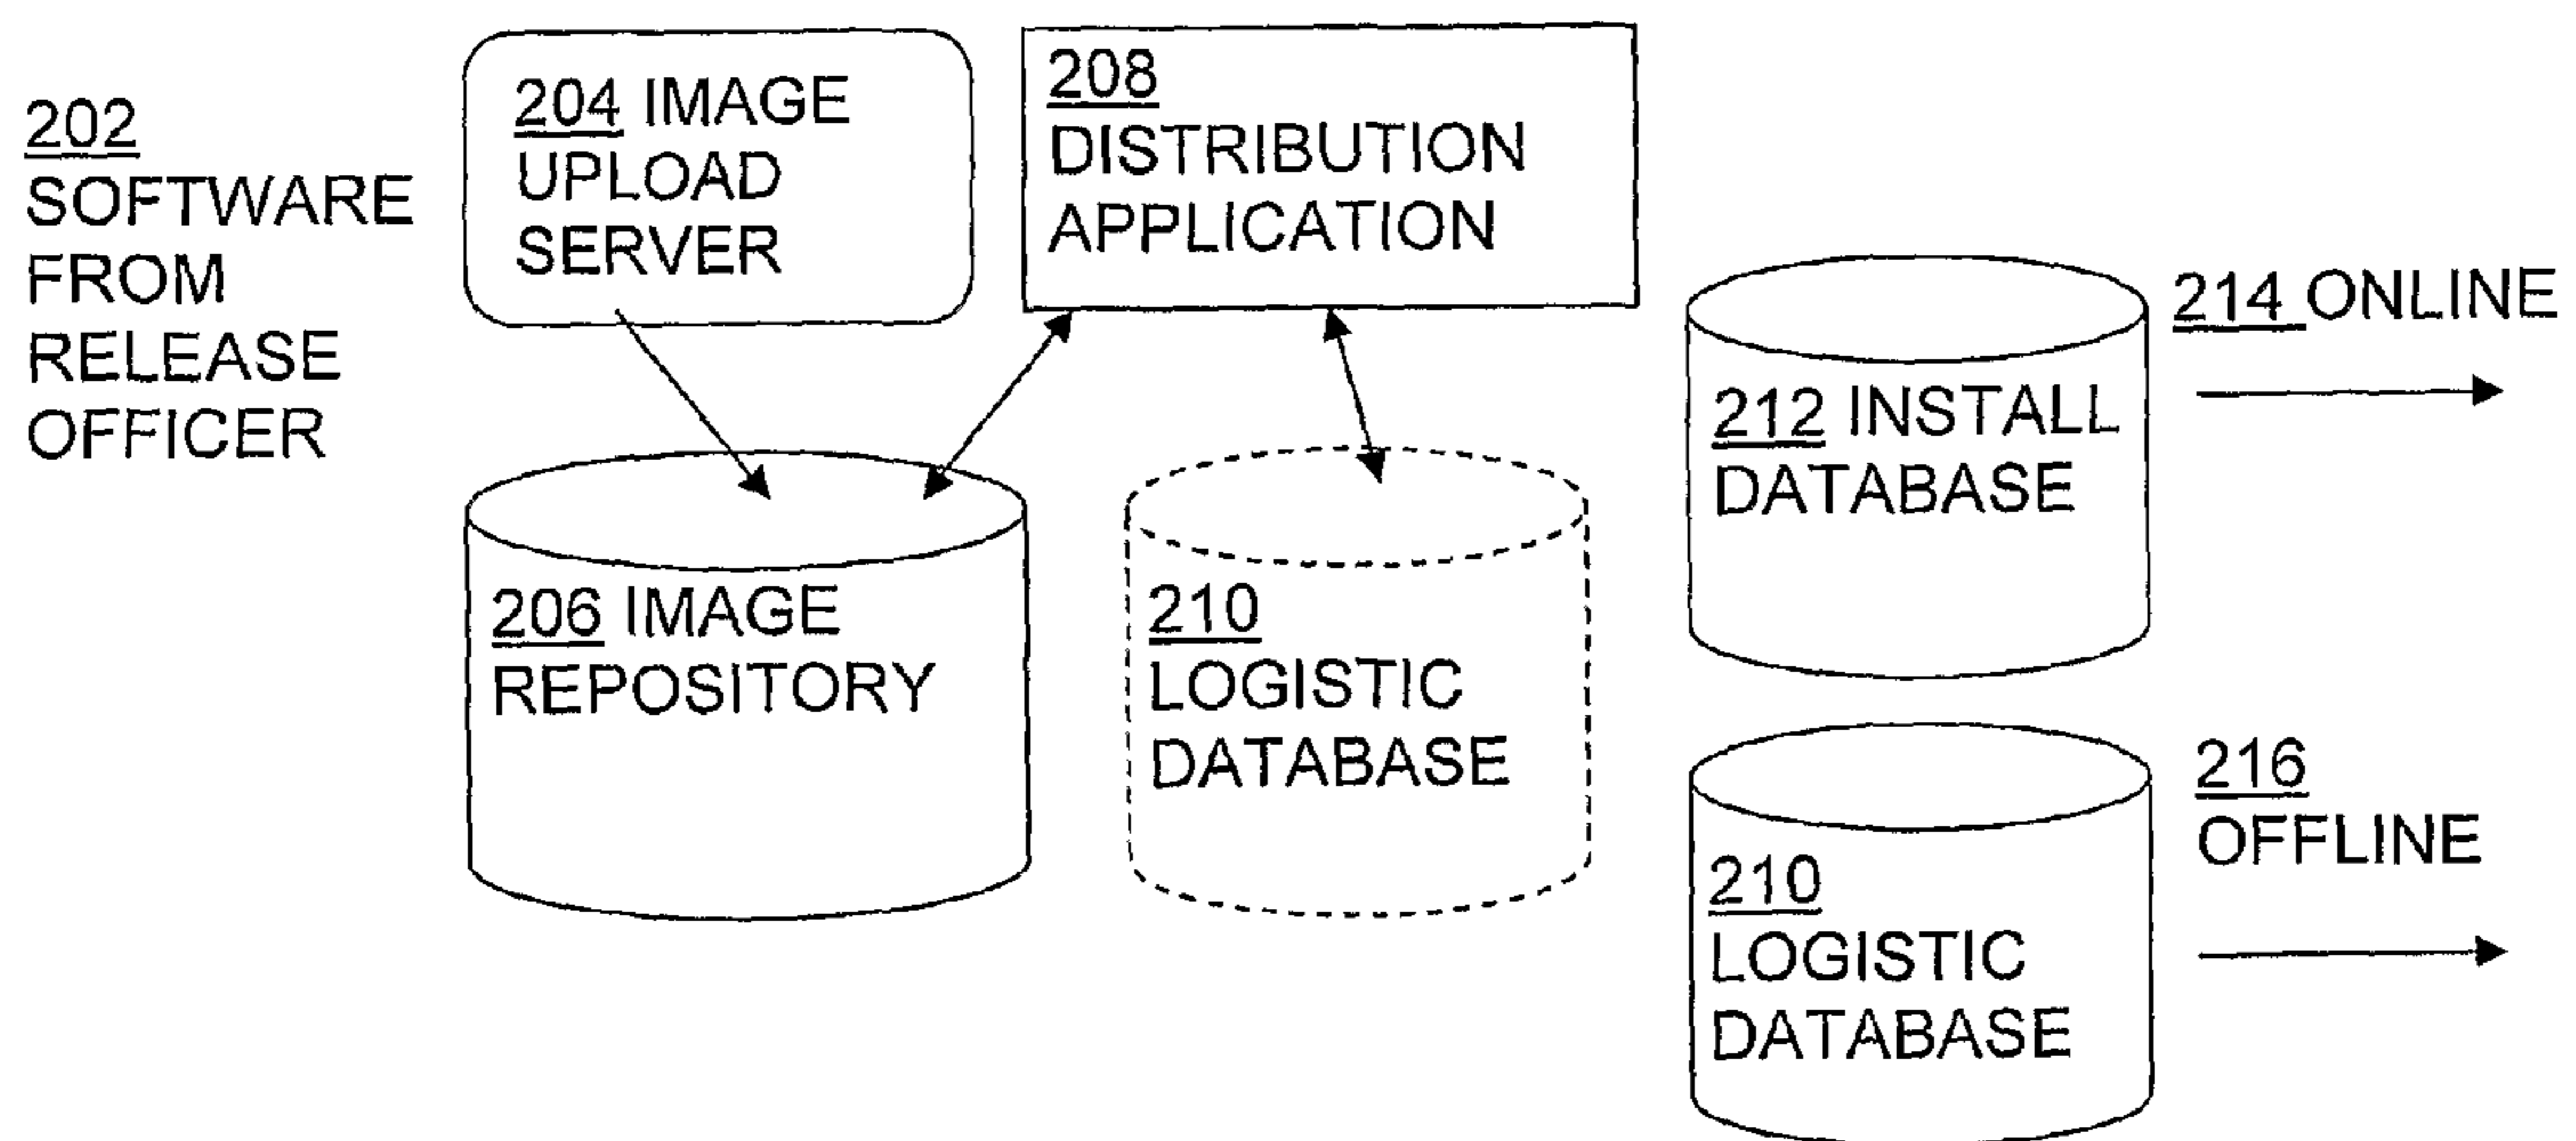 202
SOFTWARE
FROM
RELEASE
OFFICER
204 IMAGE
UPLOAD
SERVER
208
DISTRIBUTION
APPLICATION
206 IMAGE
REPOSITORY
210
LOGISTIC
DATABASE
212 INSTALL
DATABASE
214 ONLINE
210
LOGISTIC
DATABASE
216
OFFLINE